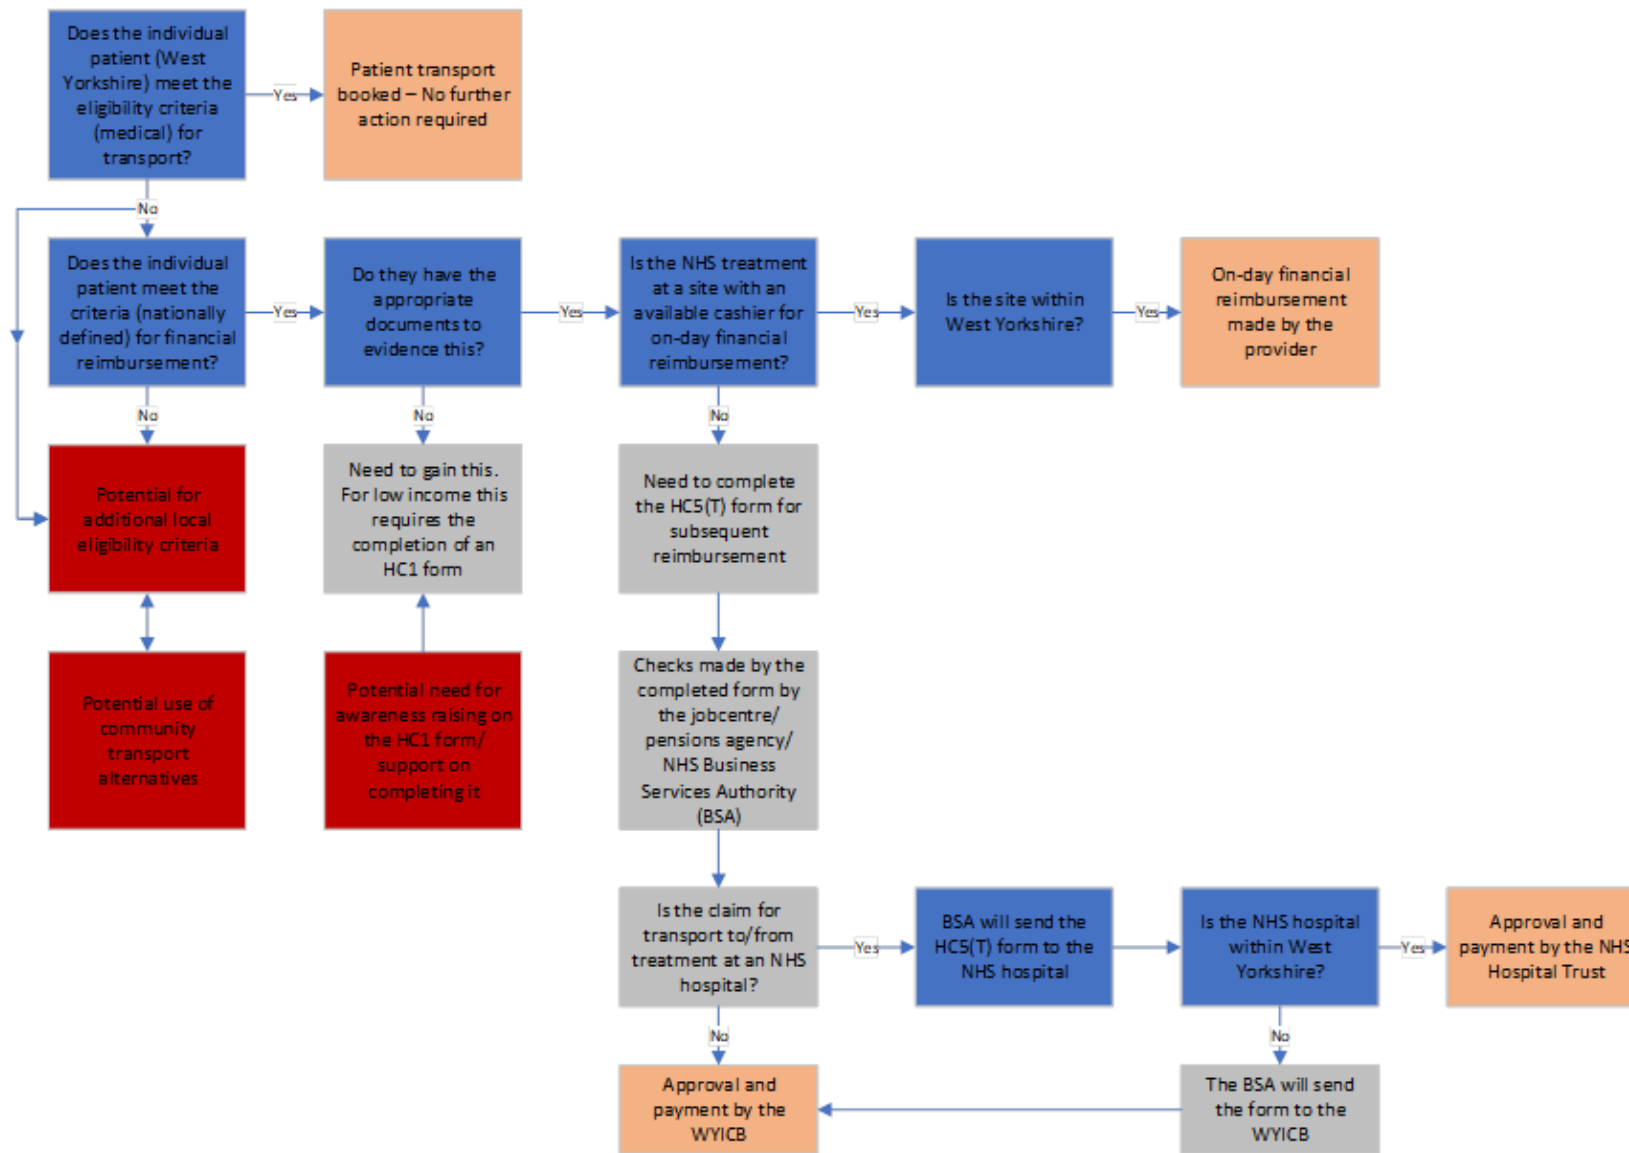 Does the individual
patient (West
Yorkshire) meet the
eligibility criteria
(medical) for
transport?
Yes
Patient transport
booked – No further
action required
No
Does the individual
patient meet the
criteria (nationally
defined) for financial
reimbursement?
Yes
Do they have the
appropriate
documents to
evidence this?
Yes
Is the NHS treatment
at a site with an
available cashier for
on-day financial
reimbursement?
Yes
Is the site within
West Yorkshire?
Yes
On-day financial
reimbursement
made by the
provider
No
No
No
Potential for
additional local
eligibility criteria
Need to gain this.
For low income this
requires the
completion of an
HC1 form
Need to complete
the HC5(T) form for
subsequent
reimbursement
Potential use of
community
transport
alternatives
Potential need for
awareness raising on
the HC1 form/
support on
completing it
Checks made by the
completed form by
the jobcentre/
pensions agency/
NHS Business
Services Authority
(BSA)
Is the claim for
transport to/from
treatment at an NHS
hospital?
Yes
BSA will send the
HC5(T) form to the
NHS hospital
Is the NHS hospital
within West
Yorkshire?
Yes
Approval and
payment by the NHS
Hospital Trust
No
No
Approval and
payment by the
WYICB
The BSA will send
the form to the
WYICB